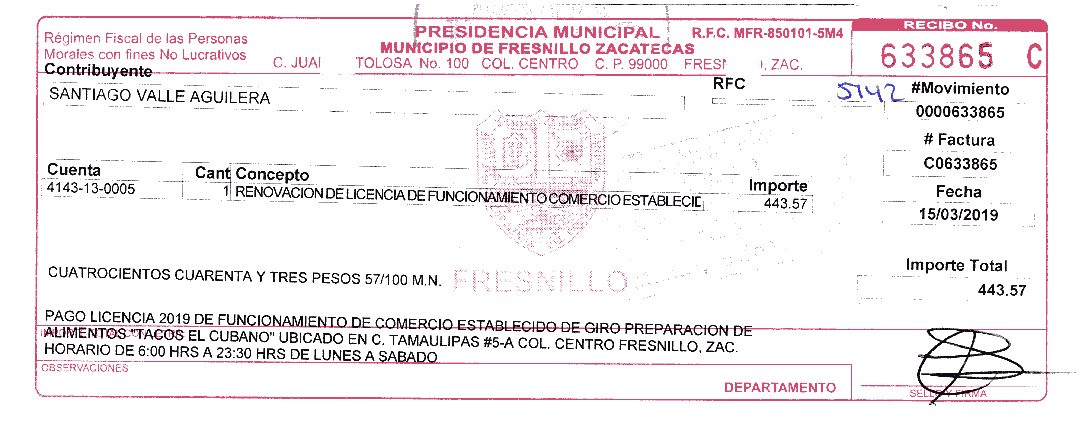 PRESIDENCIA MUNICIPAL
R.F.C. MFR-850101-5M4
MUNICIPIO DE FRESNILLO ZACATECAS
Régimen Fiscal de las Personas
Morales con fines No Lucrativos
C. JUAN TOLOSA No. 100 COL. CENTRO C. P. 99000 ZAC.
RECIBO No.
633865 C
Contribuyente
SANTIAGO VALLE AGUILERA
RFC
5142
#Movimiento
0000633865
# Factura
C0633865
Fecha
15/03/2019
Cuenta Cant Concepto Importe
4143-13-0005 1 RENOVACION DE LICENCIA DE FUNCIONAMIENTO COMERCIO ESTABLECID 443.57
Importe Total
443.57
CUATROCIENTOS CUARENTA Y TRES PESOS 57/100 M.N.
FRESNILLO
PAGO LICENCIA 2019 DE FUNCIONAMIENTO DE COMERCIO ESTABLECIDO DE GIRO PREPARACION DE
ALIMENTOS "TACOS EL CUBANO" UBICADO EN C. TAMAULIPAS #5-A COL. CENTRO FRESNILLO, ZAC.
HORARIO DE 6:00 HRS A 23:30 HRS DE LUNES A SABADO
OBSERVACIONES
DEPARTAMENTO
SELLO Y FIRMA